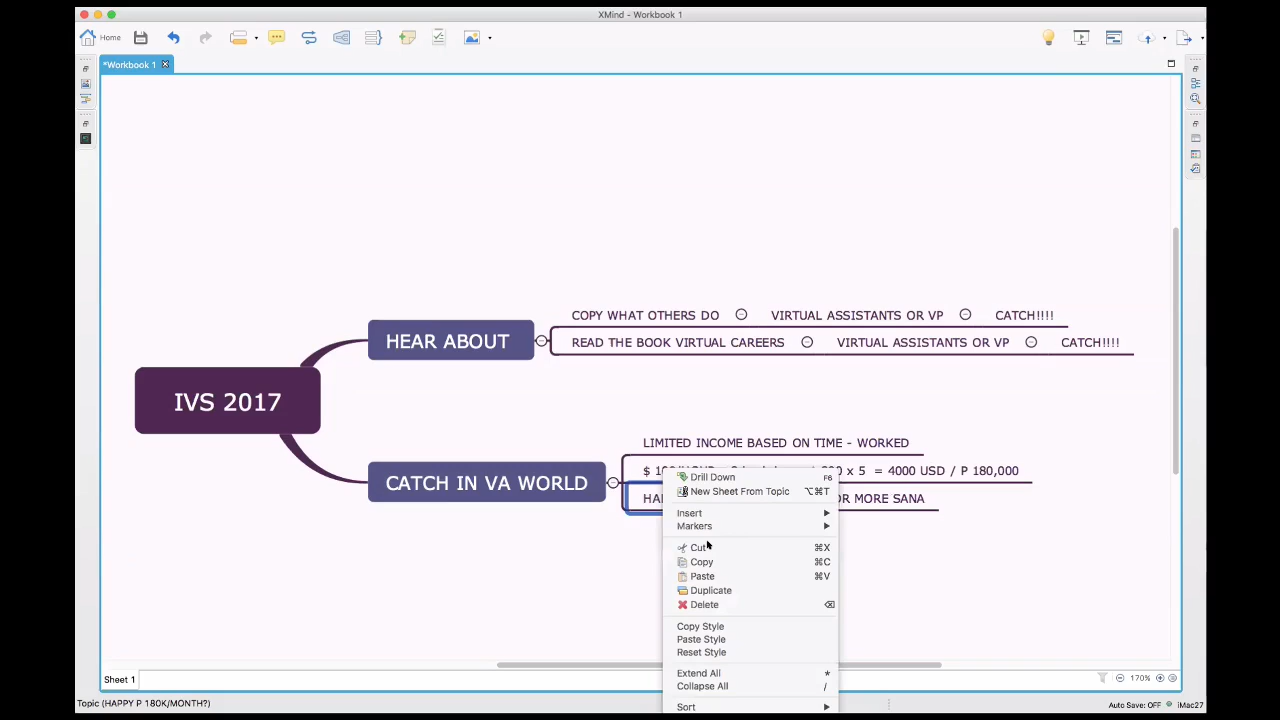 XMind - Workbook 1
Home
*Workbook 1
COPY WHAT OTHERS DO VIRTUAL ASSISTANTS OR VP CATCH!!!!
HEAR ABOUT
READ THE BOOK VIRTUAL CAREERS VIRTUAL ASSISTANTS OR VP CATCH!!!!
IVS 2017
LIMITED INCOME BASED ON TIME - WORKED
CATCH IN VA WORLD
x 5 = 4000 USD / P 180,000
MORE SANA
Drill Down F6
New Sheet From Topic ⌥⌘T
Insert
Markers
Cut ⌘X
Copy ⌘C
Paste ⌘V
Duplicate
Delete ⌫
Copy Style
Paste Style
Reset Style
Extend All *
Collapse All /
Sort
Sheet 1
170%
Topic (HAPPY P 180K/MONTH?)
Auto Save: OFF iMac27